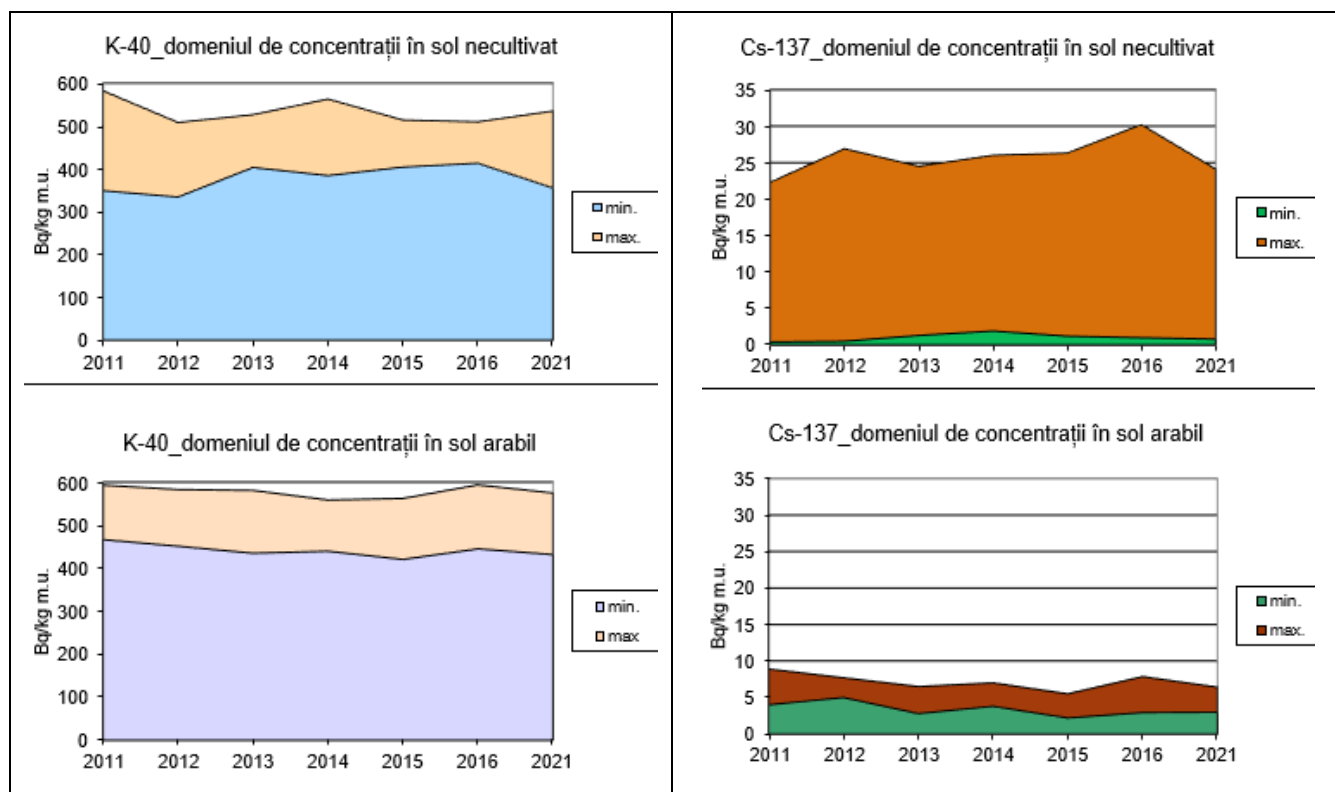 K-40_domeniul de concentrații în sol necultivat
600
500
400
300
200
100
0
Bq/kg m.u.
2011 2012 2013 2014 2015 2016 2021
min.
max.
Cs-137_domeniul de concentrații în sol necultivat
35
30
25
20
15
10
5
0
Bq/kg m.u.
2011 2012 2013 2014 2015 2016 2021
min.
max.
K-40_domeniul de concentrații în sol arabil
600
500
400
300
200
100
0
Bq/kg m.u.
2011 2012 2013 2014 2015 2016 2021
min.
max
Cs-137_domeniul de concentrații în sol arabil
35
30
25
20
15
10
5
0
Bq/kg m.u.
2011 2012 2013 2014 2015 2016 2021
min.
max.